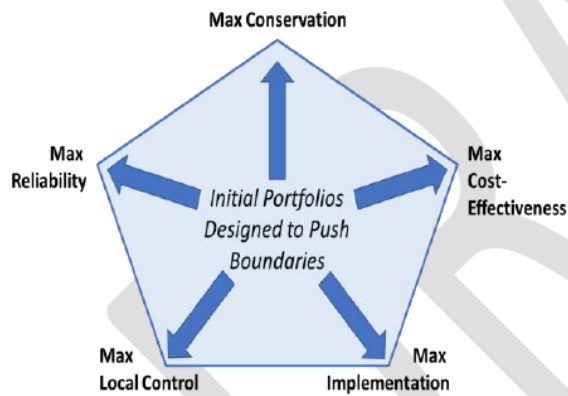 Max Conservation
Max
Reliability
Max
Cost-
Effectiveness
Initial Portfolios
Designed to Push
Boundaries
Max
Local Control
Max
Implementation